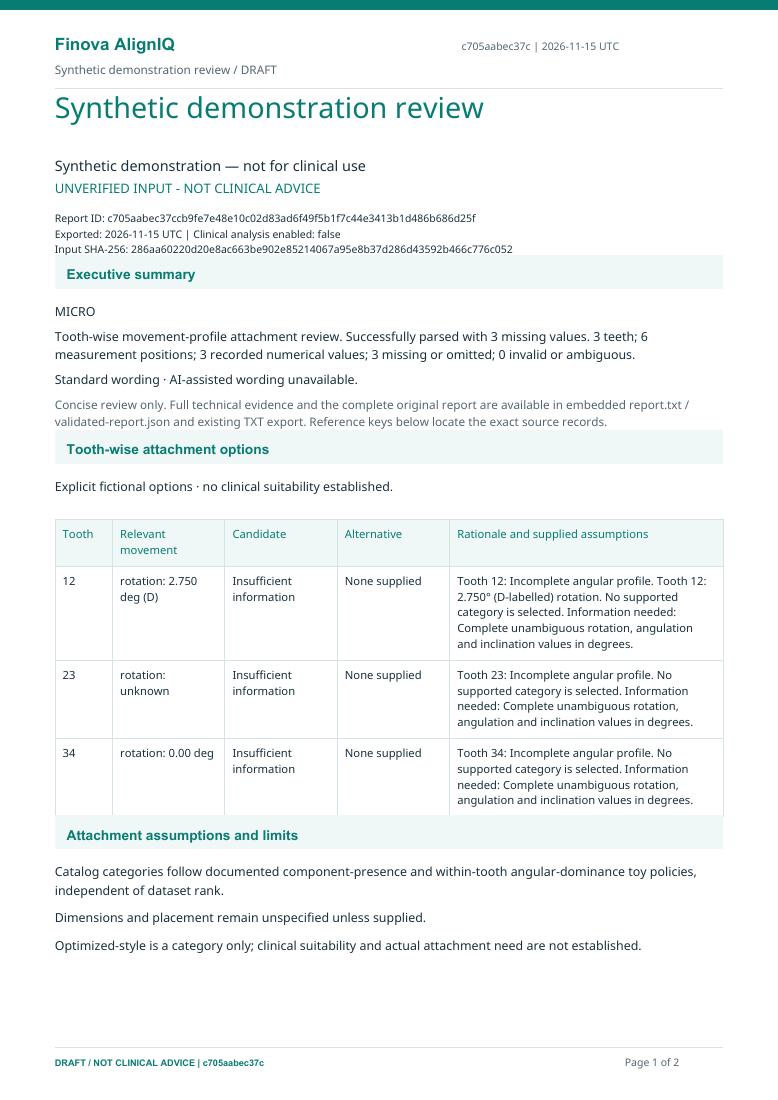 Finova AlignIQ
c705aabec37c | 2026-11-15 UTC
Synthetic demonstration review / DRAFT
Synthetic demonstration review
Synthetic demonstration — not for clinical use
UNVERIFIED INPUT - NOT CLINICAL ADVICE
Report ID: c705aabec37ccb9fe7e48e10c02d83ad6f49f5b1f7c44e3413b1d486b686d25f
Exported: 2026-11-15 UTC | Clinical analysis enabled: false
Input SHA-256: 286aa60220d20e8ac663be902e85214067a95e8b37d286d43592b466c776c052
Executive summary
MICRO
Tooth-wise movement-profile attachment review. Successfully parsed with 3 missing values. 3 teeth; 6
measurement positions; 3 recorded numerical values; 3 missing or omitted; 0 invalid or ambiguous.
Standard wording · AI-assisted wording unavailable.
Concise review only. Full technical evidence and the complete original report are available in embedded report.txt /
validated-report.json and existing TXT export. Reference keys below locate the exact source records.
Tooth-wise attachment options
Explicit fictional options · no clinical suitability established.
Tooth
Relevant
movement
Candidate
Alternative
Rationale and supplied assumptions
12
rotation: 2.750
deg (D)
Insufficient
information
None supplied
Tooth 12: Incomplete angular profile. Tooth 12:
2.750° (D-labelled) rotation. No supported
category is selected. Information needed:
Complete unambiguous rotation, angulation
and inclination values in degrees.
23
rotation:
unknown
Insufficient
information
None supplied
Tooth 23: Incomplete angular profile. No
supported category is selected. Information
needed: Complete unambiguous rotation,
angulation and inclination values in degrees.
34
rotation: 0.00 deg
Insufficient
information
None supplied
Tooth 34: Incomplete angular profile. No
supported category is selected. Information
needed: Complete unambiguous rotation,
angulation and inclination values in degrees.
Attachment assumptions and limits
Catalog categories follow documented component-presence and within-tooth angular-dominance toy policies,
independent of dataset rank.
Dimensions and placement remain unspecified unless supplied.
Optimized-style is a category only; clinical suitability and actual attachment need are not established.
DRAFT / NOT CLINICAL ADVICE | c705aabec37c
Page 1 of 2